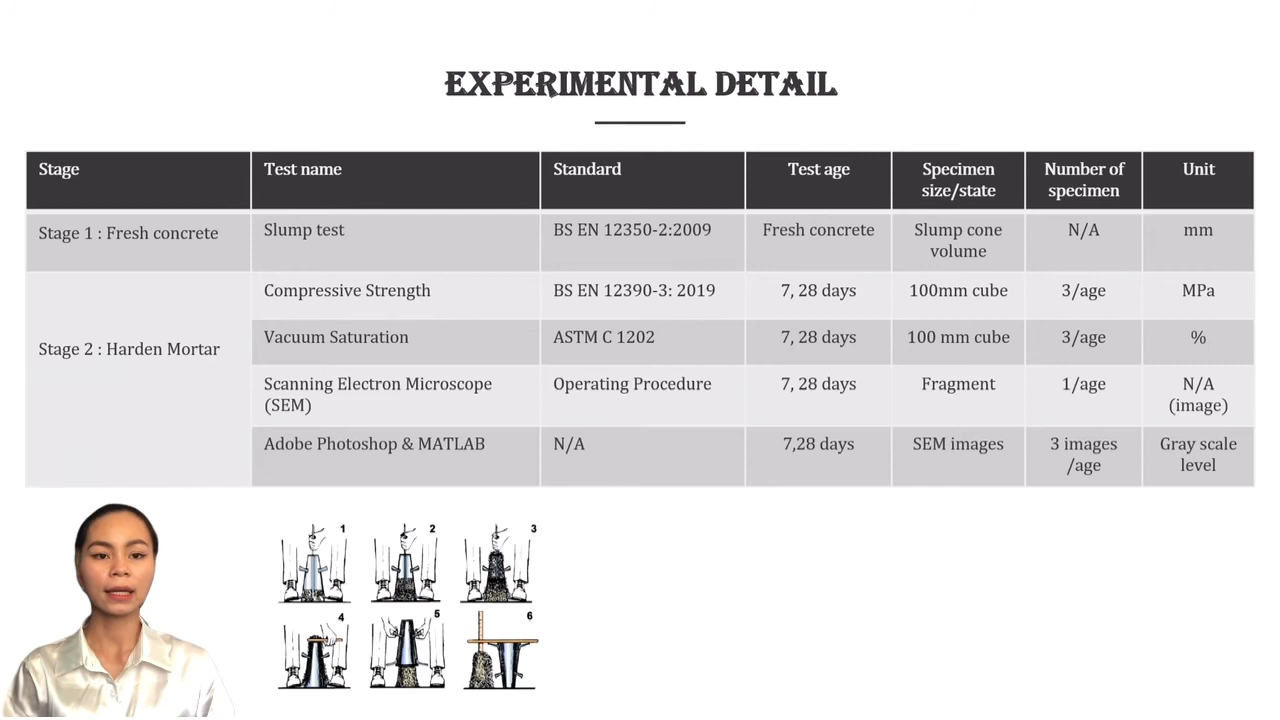 EXPERIMENTAL DETAIL
Stage Test name Standard Test age Specimen size/state Number of specimen Unit
Stage 1 : Fresh concrete Slump test BS EN 12350-2:2009 Fresh concrete Slump cone volume N/A mm
Stage 2 : Harden Mortar
Compressive Strength BS EN 12390-3: 2019 7, 28 days 100mm cube 3/age MPa
Vacuum Saturation ASTM C 1202 7, 28 days 100 mm cube 3/age %
Scanning Electron Microscope (SEM) Operating Procedure 7, 28 days Fragment 1/age N/A (image)
Adobe Photoshop & MATLAB N/A 7,28 days SEM images 3 images /age Gray scale level
1 2 3
4 5 6